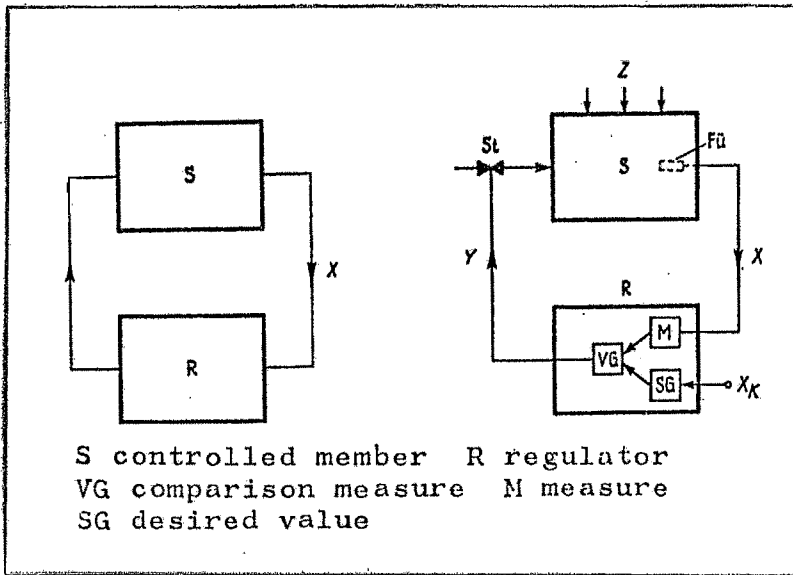 S
X
R
Z
St
S
Fü
Y
X
R
M
VG
SG
X_K
S controlled member R regulator
VG comparison measure M measure
SG desired value